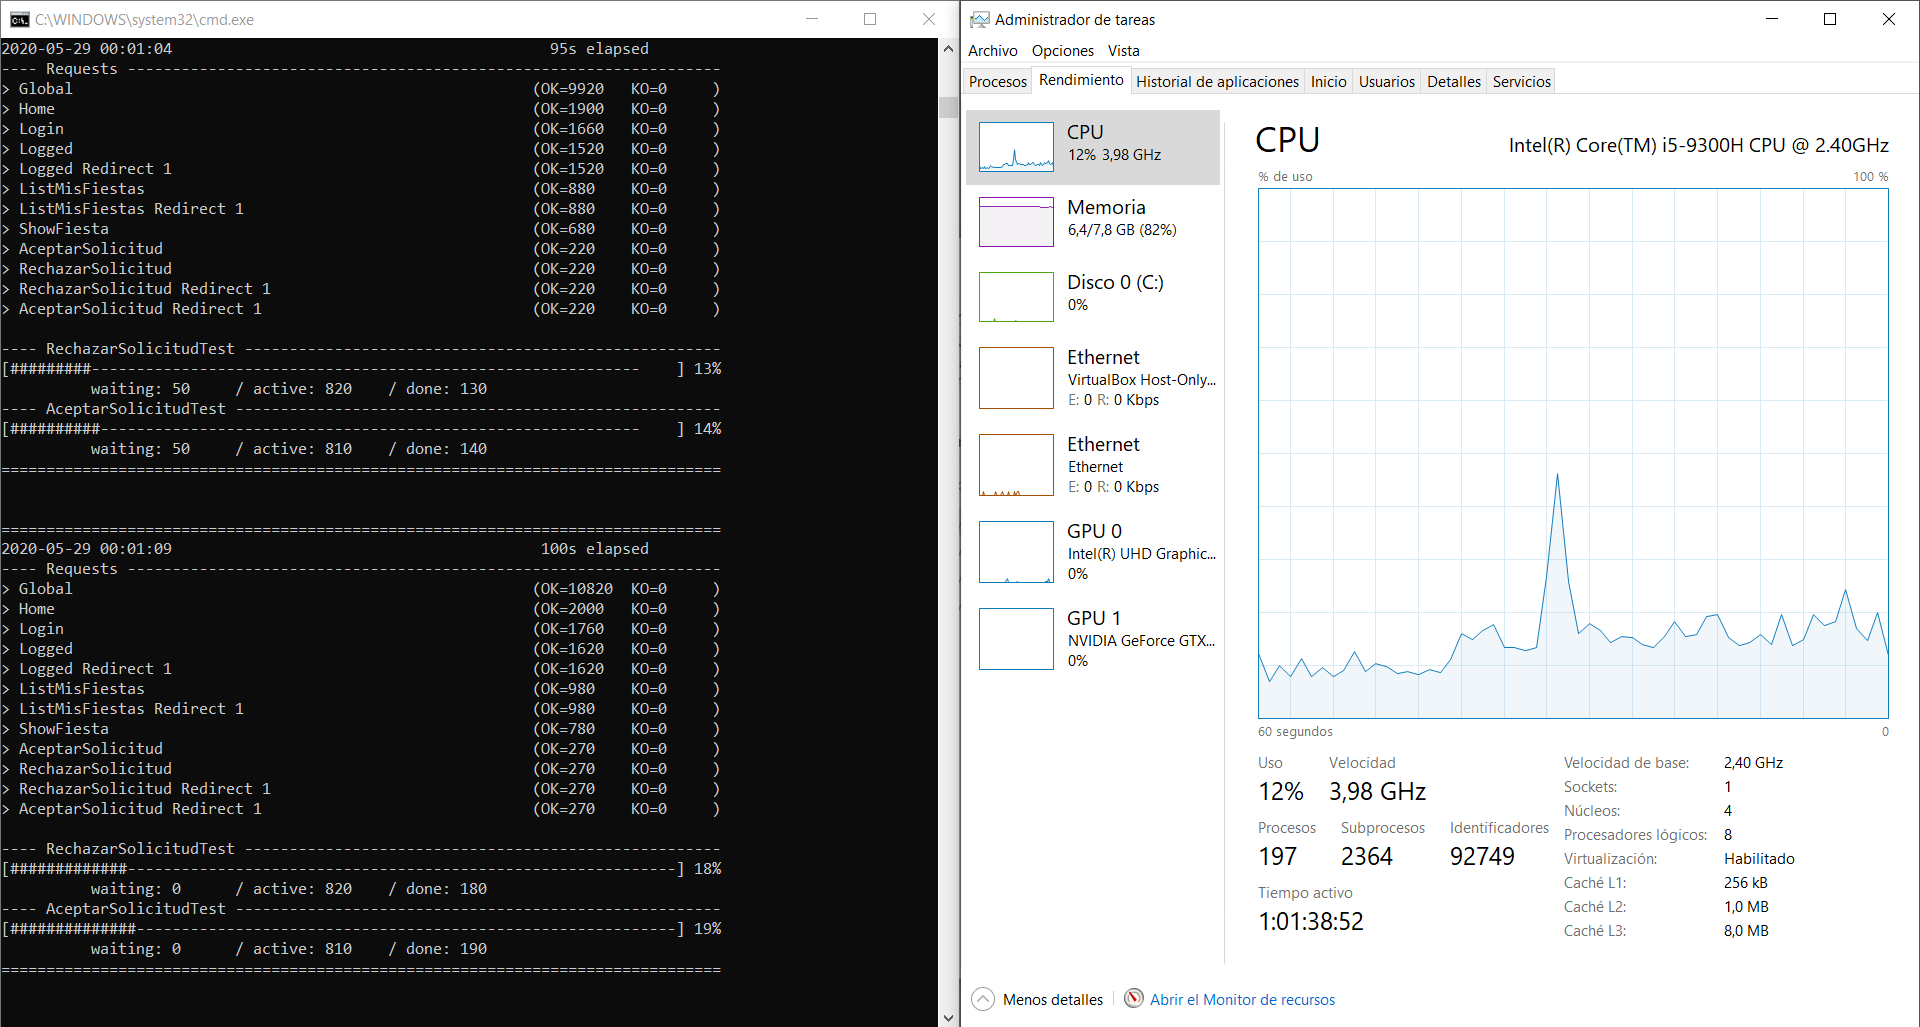 C:\WINDOWS\system32\cmd.exe
2020-05-29 00:01:04                                          95s elapsed
---- Requests ------------------------------------------------------------------
> Global                                                   (OK=9920   KO=0     )
> Home                                                     (OK=1900   KO=0     )
> Login                                                    (OK=1660   KO=0     )
> Logged                                                   (OK=1520   KO=0     )
> Logged Redirect 1                                        (OK=1520   KO=0     )
> ListMisFiestas                                           (OK=880    KO=0     )
> ListMisFiestas Redirect 1                                (OK=880    KO=0     )
> ShowFiesta                                               (OK=680    KO=0     )
> AceptarSolicitud                                         (OK=220    KO=0     )
> RechazarSolicitud                                        (OK=220    KO=0     )
> RechazarSolicitud Redirect 1                             (OK=220    KO=0     )
> AceptarSolicitud Redirect 1                              (OK=220    KO=0     )
---- RechazarSolicitudTest -----------------------------------------------------
[#########-------------------------------------------------------------    ] 13%
          waiting: 50     / active: 820    / done: 130
---- AceptarSolicitudTest ------------------------------------------------------
[##########------------------------------------------------------------    ] 14%
          waiting: 50     / active: 810    / done: 140
================================================================================
================================================================================
2020-05-29 00:01:09                                         100s elapsed
---- Requests ------------------------------------------------------------------
> Global                                                   (OK=10820  KO=0     )
> Home                                                     (OK=2000   KO=0     )
> Login                                                    (OK=1760   KO=0     )
> Logged                                                   (OK=1620   KO=0     )
> Logged Redirect 1                                        (OK=1620   KO=0     )
> ListMisFiestas                                           (OK=980    KO=0     )
> ListMisFiestas Redirect 1                                (OK=980    KO=0     )
> ShowFiesta                                               (OK=780    KO=0     )
> AceptarSolicitud                                         (OK=270    KO=0     )
> RechazarSolicitud                                        (OK=270    KO=0     )
> RechazarSolicitud Redirect 1                             (OK=270    KO=0     )
> AceptarSolicitud Redirect 1                              (OK=270    KO=0     )
---- RechazarSolicitudTest -----------------------------------------------------
[#############-------------------------------------------------------------] 18%
          waiting: 0      / active: 820    / done: 180
---- AceptarSolicitudTest ------------------------------------------------------
[##############------------------------------------------------------------] 19%
          waiting: 0      / active: 810    / done: 190
================================================================================
Administrador de tareas
Archivo Opciones Vista
Procesos Rendimiento Historial de aplicaciones Inicio Usuarios Detalles Servicios
CPU
12% 3,98 GHz
Memoria
6,4/7,8 GB (82%)
Disco 0 (C:)
0%
Ethernet
VirtualBox Host-Only...
E: 0 R: 0 Kbps
Ethernet
Ethernet
E: 0 R: 0 Kbps
GPU 0
Intel(R) UHD Graphic...
0%
GPU 1
NVIDIA GeForce GTX...
0%
CPU Intel(R) Core(TM) i5-9300H CPU @ 2.40GHz
% de uso 100 %
60 segundos 0
Uso Velocidad
12% 3,98 GHz
Procesos Subprocesos Identificadores
197 2364 92749
Tiempo activo
1:01:38:52
Velocidad de base: 2,40 GHz
Sockets: 1
Núcleos: 4
Procesadores lógicos: 8
Virtualización: Habilitado
Caché L1: 256 kB
Caché L2: 1,0 MB
Caché L3: 8,0 MB
Menos detalles Abrir el Monitor de recursos